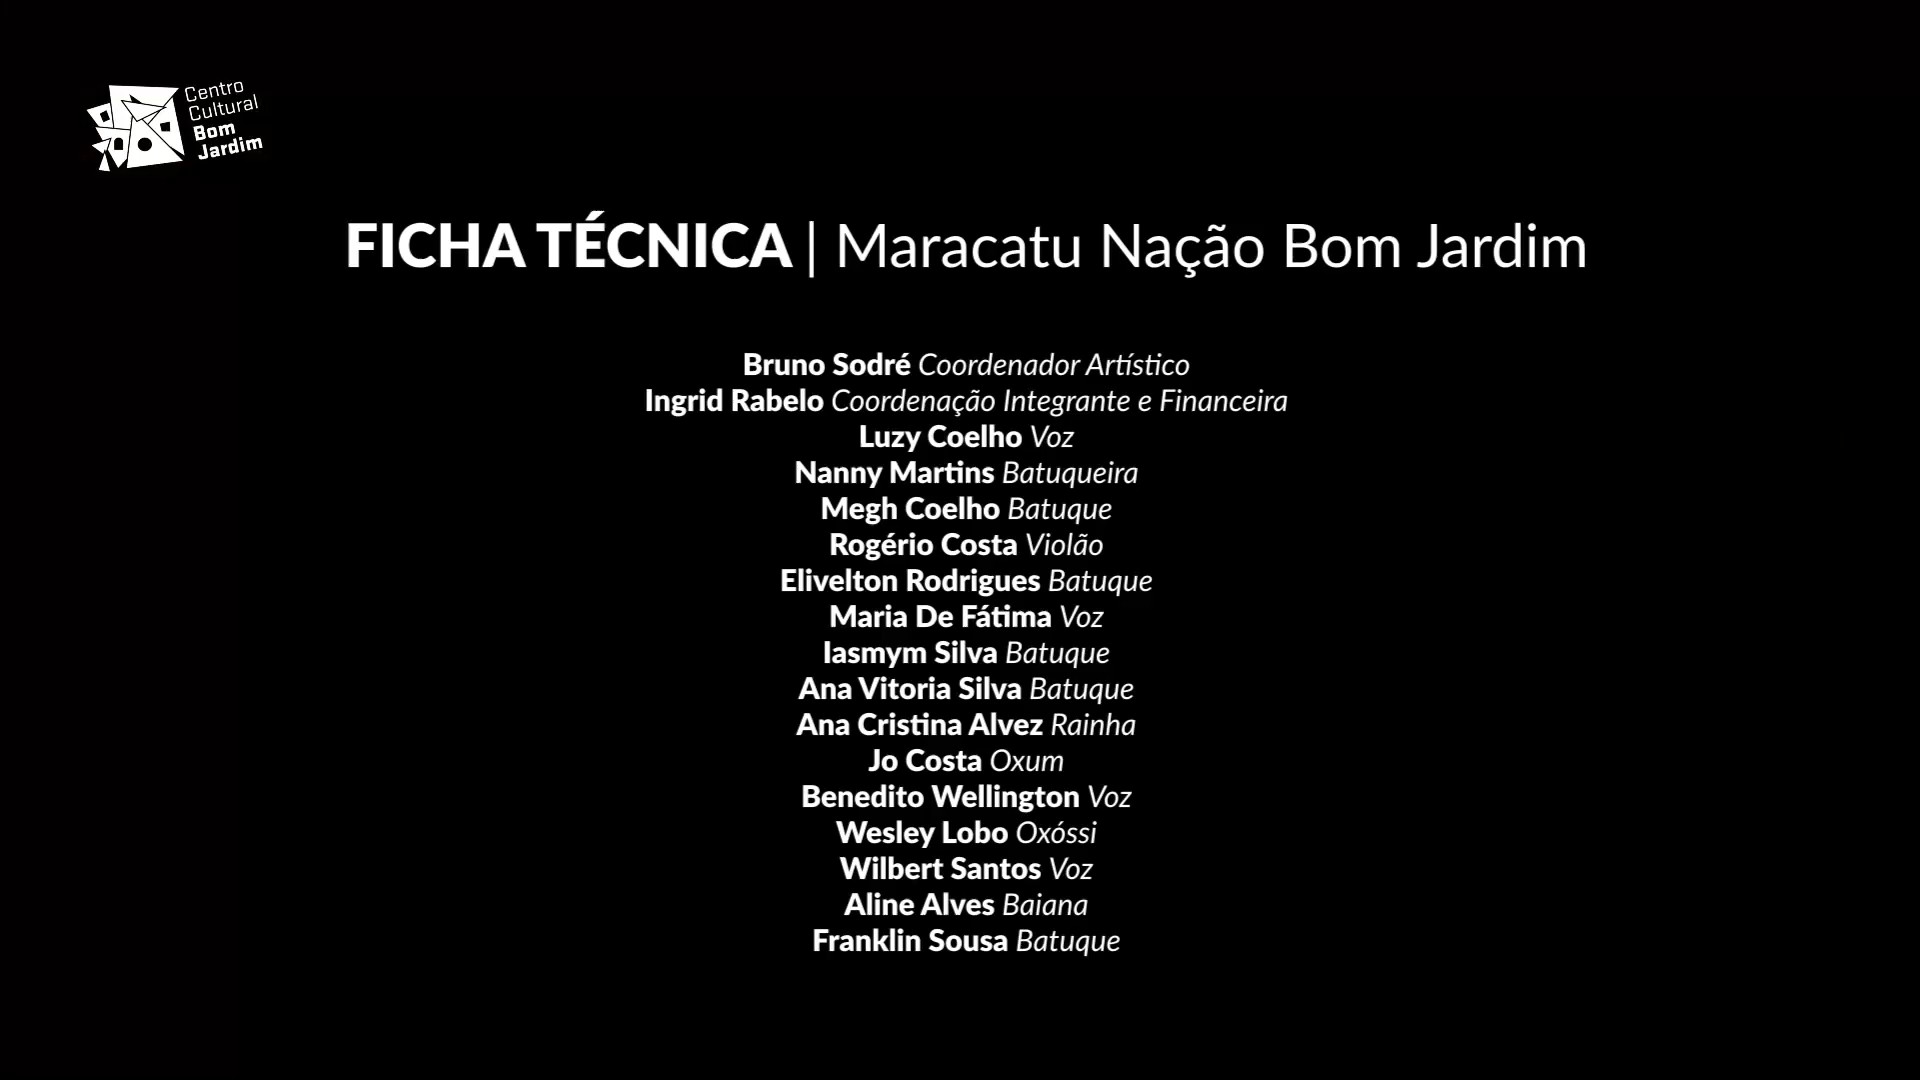 Centro
Cultural
Bom
Jardim
FICHA TÉCNICA | Maracatu Nação Bom Jardim
Bruno Sodré Coordenador Artístico
Ingrid Rabelo Coordenação Integrante e Financeira
Luzy Coelho Voz
Nanny Martins Batuqueira
Megh Coelho Batuque
Rogério Costa Violão
Elivelton Rodrigues Batuque
Maria De Fátima Voz
Iasmym Silva Batuque
Ana Vitoria Silva Batuque
Ana Cristina Alvez Rainha
Jo Costa Oxum
Benedito Wellington Voz
Wesley Lobo Oxóssi
Wilbert Santos Voz
Aline Alves Baiana
Franklin Sousa Batuque